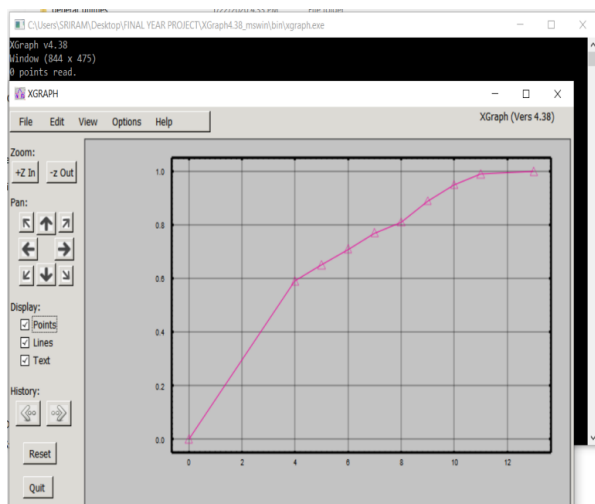 C:\Users\SRIRAM\Desktop\FINAL YEAR PROJECT\XGraph4.38_mswin\bin\xgraph.exe
XGraph v4.38
Window (844 x 475)
0 points read.
XGRAPH
File Edit View Options Help
XGraph (Vers 4.38)
Zoom:
+Z In -z Out
Pan:
Display:
Points
Lines
Text
History:
Reset
Quit
1.0
0.8
0.6
0.4
0.2
0.0
0 2 4 6 8 10 12